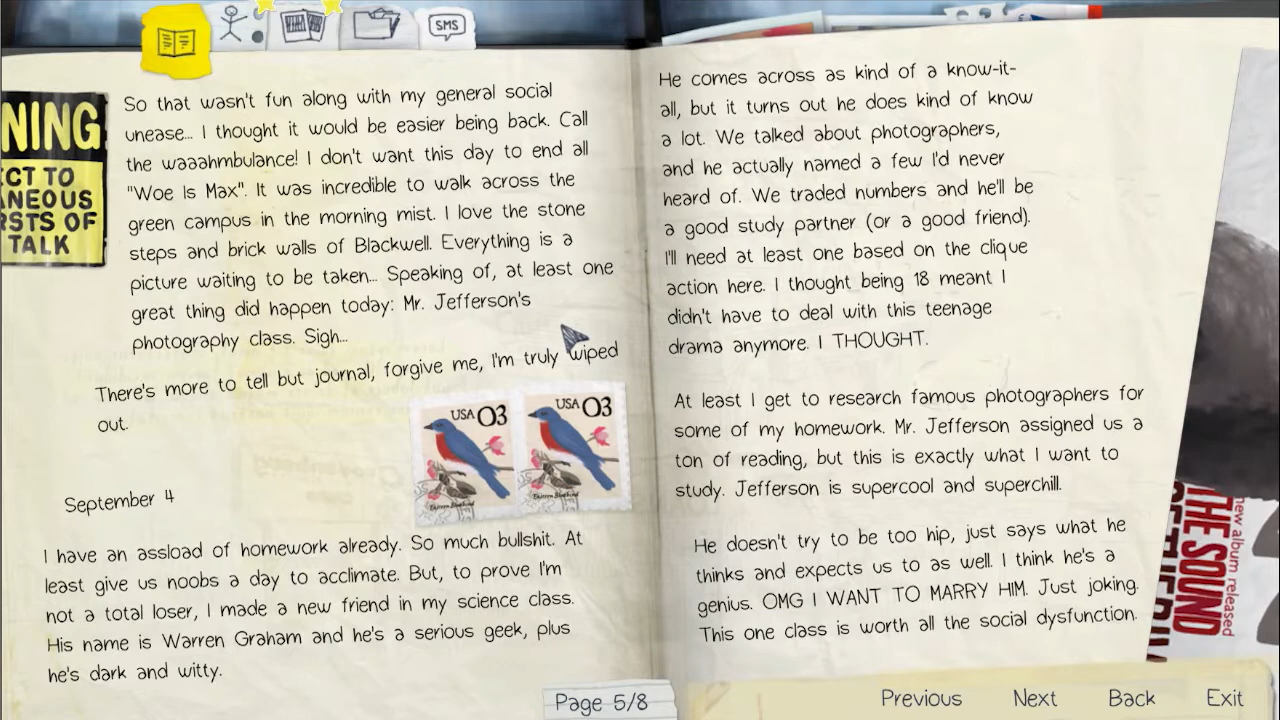 SMS
NING
CT TO
ANEOUS
RSTS OF
TALK
So that wasn't fun along with my general social
unease... I thought it would be easier being back. Call
the waaahmbulance! I don't want this day to end all
"Woe Is Max". It was incredible to walk across the
green campus in the morning mist. I love the stone
steps and brick walls of Blackwell. Everything is a
picture waiting to be taken... Speaking of, at least one
great thing did happen today: Mr. Jefferson's
photography class. Sigh...
There's more to tell but journal, forgive me, I'm truly wiped
out.
USA 03
USA 03
Eastern Bluebird
Eastern Bluebird
September 4
I have an assload of homework already. So much bullshit. At
least give us noobs a day to acclimate. But, to prove I'm
not a total loser, I made a new friend in my science class.
His name is Warren Graham and he's a serious geek, plus
he's dark and witty.
He comes across as kind of a know-it-
all, but it turns out he does kind of know
a lot. We talked about photographers,
and he actually named a few I'd never
heard of. We traded numbers and he'll be
a good study partner (or a good friend).
I'll need at least one based on the clique
action here. I thought being 18 meant I
didn't have to deal with this teenage
drama anymore. I THOUGHT.
At least I get to research famous photographers for
some of my homework. Mr. Jefferson assigned us a
ton of reading, but this is exactly what I want to
study. Jefferson is supercool and superchill.
He doesn't try to be too hip, just says what he
thinks and expects us to as well. I think he's a
genius. OMG I WANT TO MARRY HIM. Just joking.
This one class is worth all the social dysfunction.
new album released
THE SOUND
Page 5/8
Previous
Next
Back
Exit